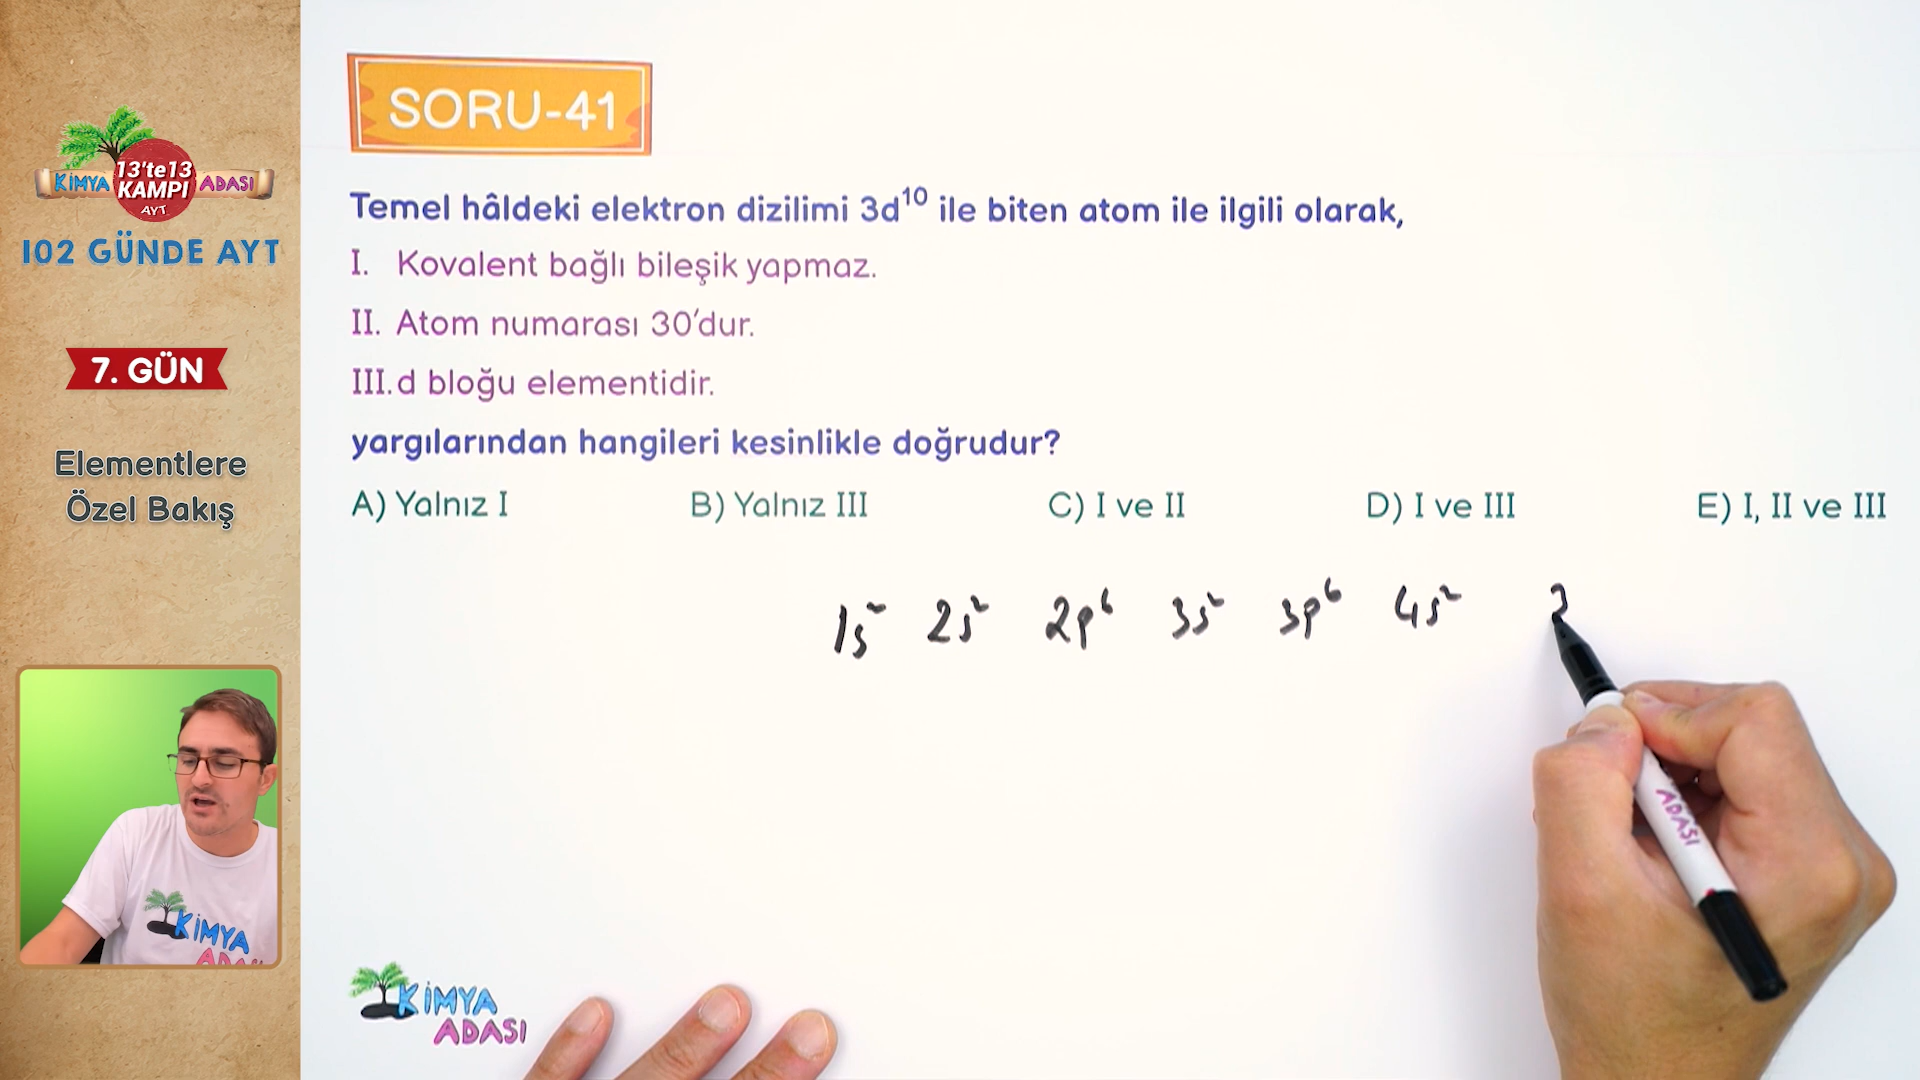 13'te13
KİMYA KAMPI ADASI
AYT
102 GÜNDE AYT
7. GÜN
Elementlere
Özel Bakış
SORU-41
Temel hâldeki elektron dizilimi 3d¹⁰ ile biten atom ile ilgili olarak,
I. Kovalent bağlı bileşik yapmaz.
II. Atom numarası 30'dur.
III. d bloğu elementidir.
yargılarından hangileri kesinlikle doğrudur?
A) Yalnız I B) Yalnız III C) I ve II D) I ve III E) I, II ve III
1s² 2s² 2p⁶ 3s² 3p⁶ 4s² 3
ADASI
KİMYA
ADASI
KİMYA
ADASI